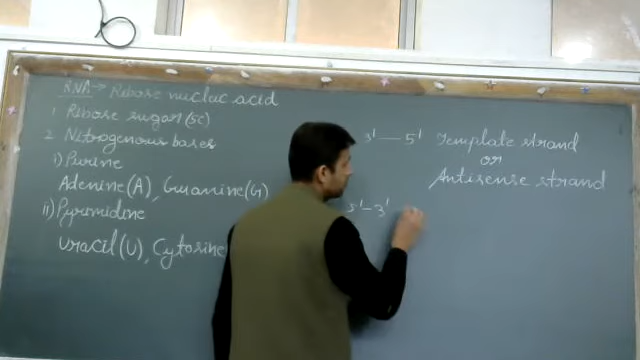 RNA → Ribose nucleic acid
1. Ribose sugar (5C)
2. Nitrogenous bases
i) Purine
Adenine(A), Guanine(G)
ii) Pyrimidine
Uracil(U), Cytosine
3' — 5' Template strand
or
Antisense strand
5' — 3'